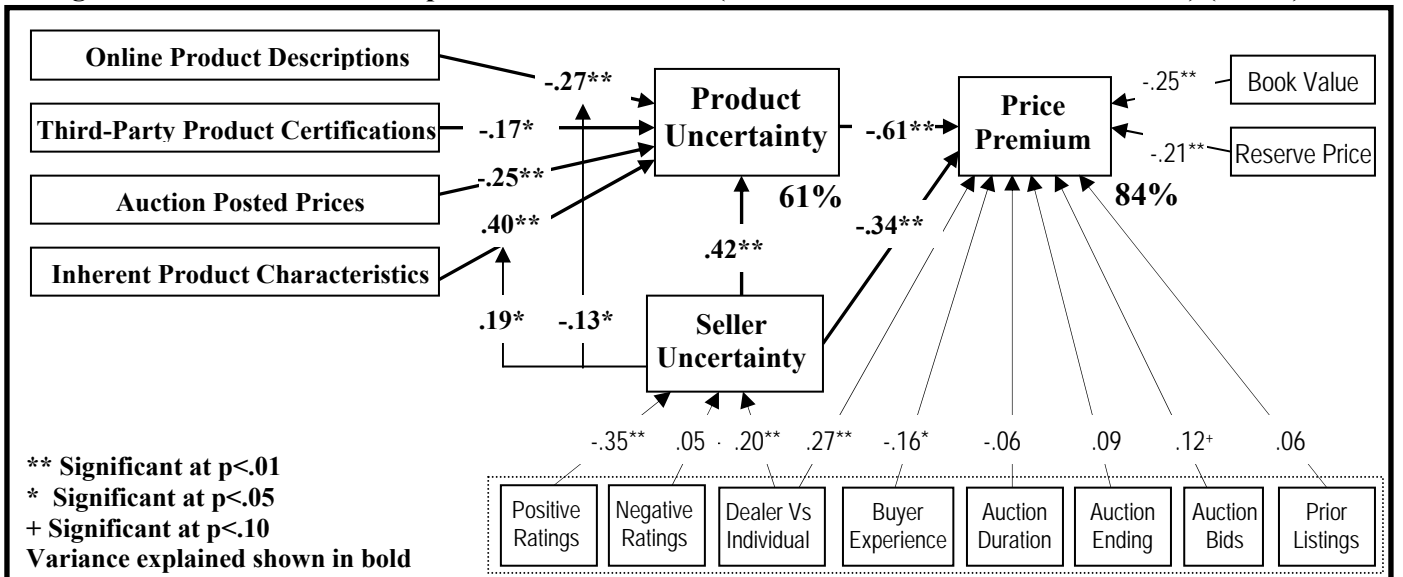 Online Product Descriptions
Third-Party Product Certifications
Auction Posted Prices
Inherent Product Characteristics
-.27**
-.17*
-.25**
.40**
.19*
-.13*
Product
Uncertainty
61%
.42**
Seller
Uncertainty
-.61**
-.34**
Price
Premium
84%
-.25**
Book Value
-.21**
Reserve Price
-.35**
.05
-.20**
.27**
-.16*
-.06
.09
.12+
.06
** Significant at p<.01
* Significant at p<.05
+ Significant at p<.10
Variance explained shown in bold
Positive
Ratings
Negative
Ratings
Dealer Vs
Individual
Buyer
Experience
Auction
Duration
Auction
Ending
Auction
Bids
Prior
Listings